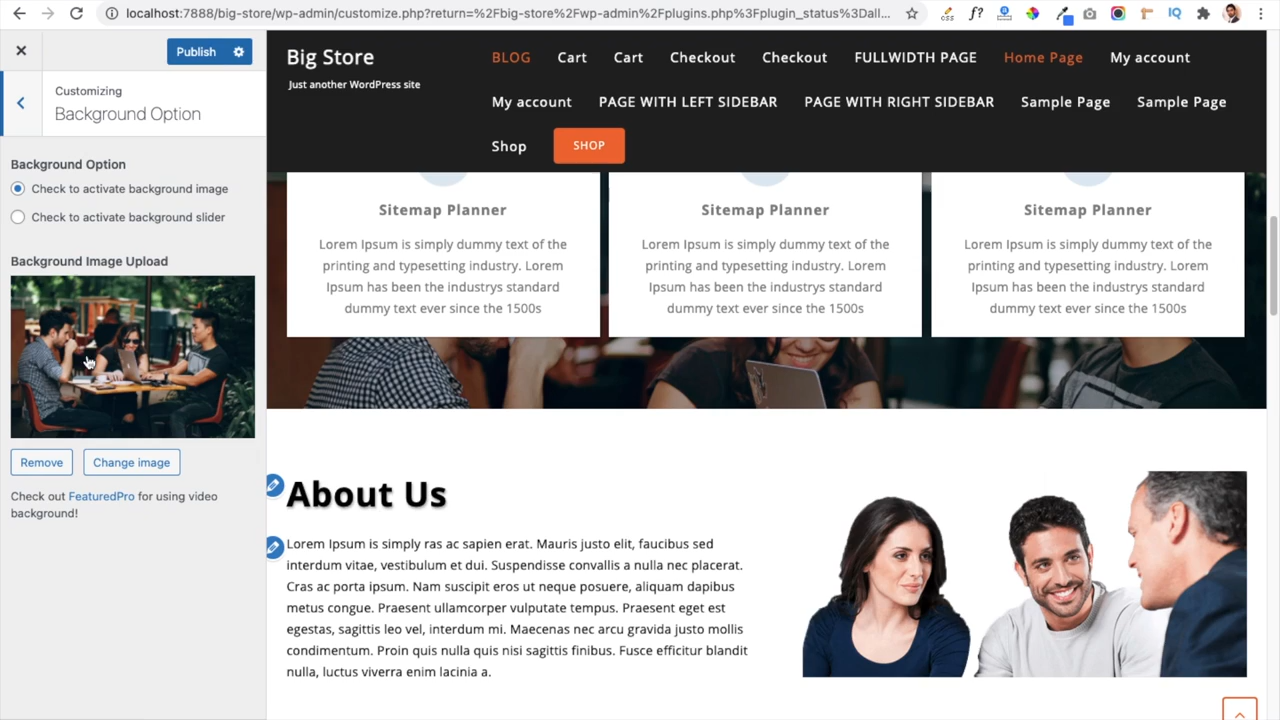 localhost:7888/big-store/wp-admin/customize.php?return=%2Fbig-store%2Fwp-admin%2Fplugins.php%3Fplugin_status%3Dall...
css
f?
IQ
Publish
Customizing
Background Option
Background Option
Check to activate background image
Check to activate background slider
Background Image Upload
Remove
Change image
Check out FeaturedPro for using video
background!
Big Store
Just another WordPress site
BLOG Cart Cart Checkout Checkout FULLWIDTH PAGE Home Page My account
My account PAGE WITH LEFT SIDEBAR PAGE WITH RIGHT SIDEBAR Sample Page Sample Page
Shop SHOP
Sitemap Planner
Lorem Ipsum is simply dummy text of the
printing and typesetting industry. Lorem
Ipsum has been the industrys standard
dummy text ever since the 1500s
Sitemap Planner
Lorem Ipsum is simply dummy text of the
printing and typesetting industry. Lorem
Ipsum has been the industrys standard
dummy text ever since the 1500s
Sitemap Planner
Lorem Ipsum is simply dummy text of the
printing and typesetting industry. Lorem
Ipsum has been the industrys standard
dummy text ever since the 1500s
About Us
Lorem Ipsum is simply ras ac sapien erat. Mauris justo elit, faucibus sed
interdum vitae, vestibulum et dui. Suspendisse convallis a nulla nec placerat.
Cras ac porta ipsum. Nam suscipit eros ut neque posuere, aliquam dapibus
metus congue. Praesent ullamcorper vulputate tempus. Praesent eget est
egestas, sagittis leo vel, interdum mi. Maecenas nec arcu gravida justo mollis
condimentum. Proin quis nulla quis nisi sagittis finibus. Fusce efficitur blandit
nulla, luctus viverra enim lacinia a.